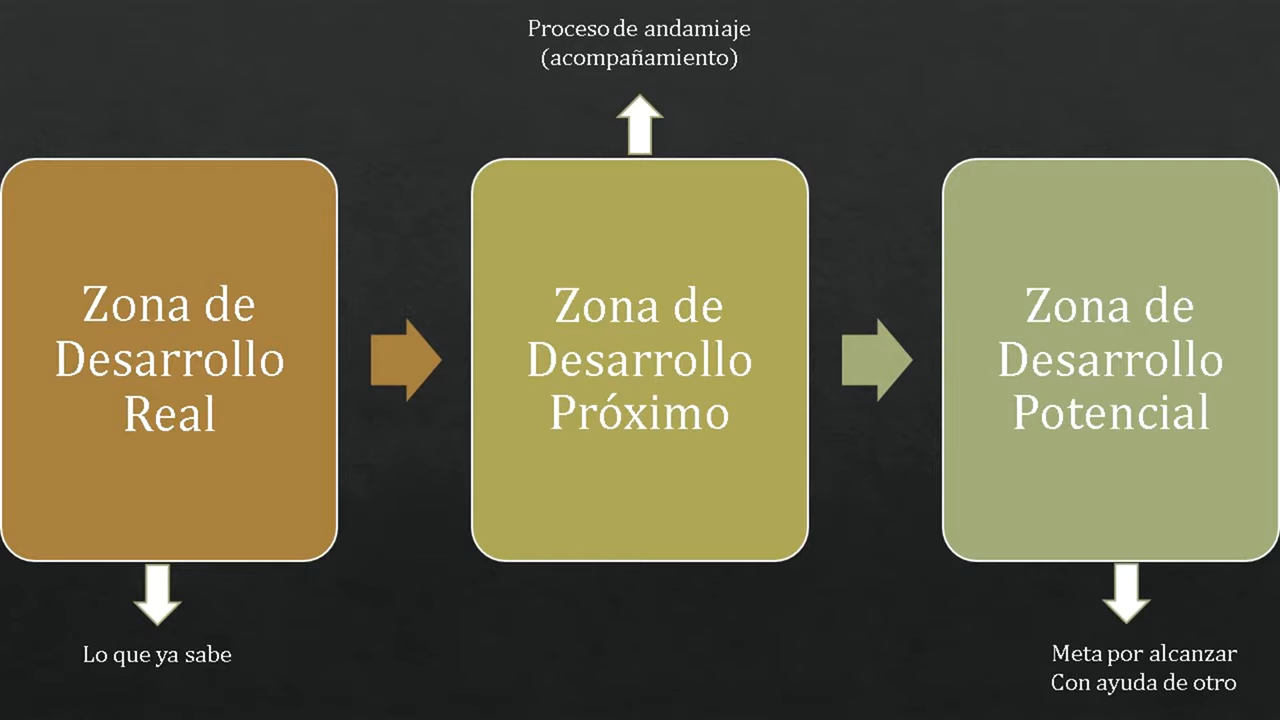 Proceso de andamiaje
(acompañamiento)
Zona de
Desarrollo
Real
Zona de
Desarrollo
Próximo
Zona de
Desarrollo
Potencial
Lo que ya sabe
Meta por alcanzar
Con ayuda de otro